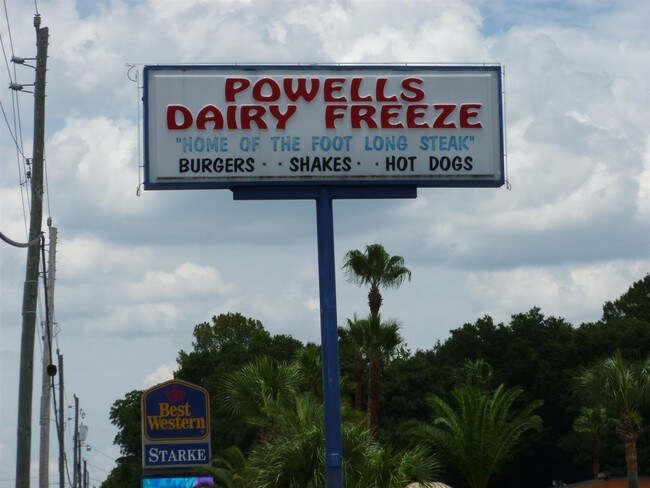 POWELLS
DAIRY FREEZE
"HOME OF THE FOOT LONG STEAK"
BURGERS · · SHAKES · · HOT DOGS
Best
Western
STARKE